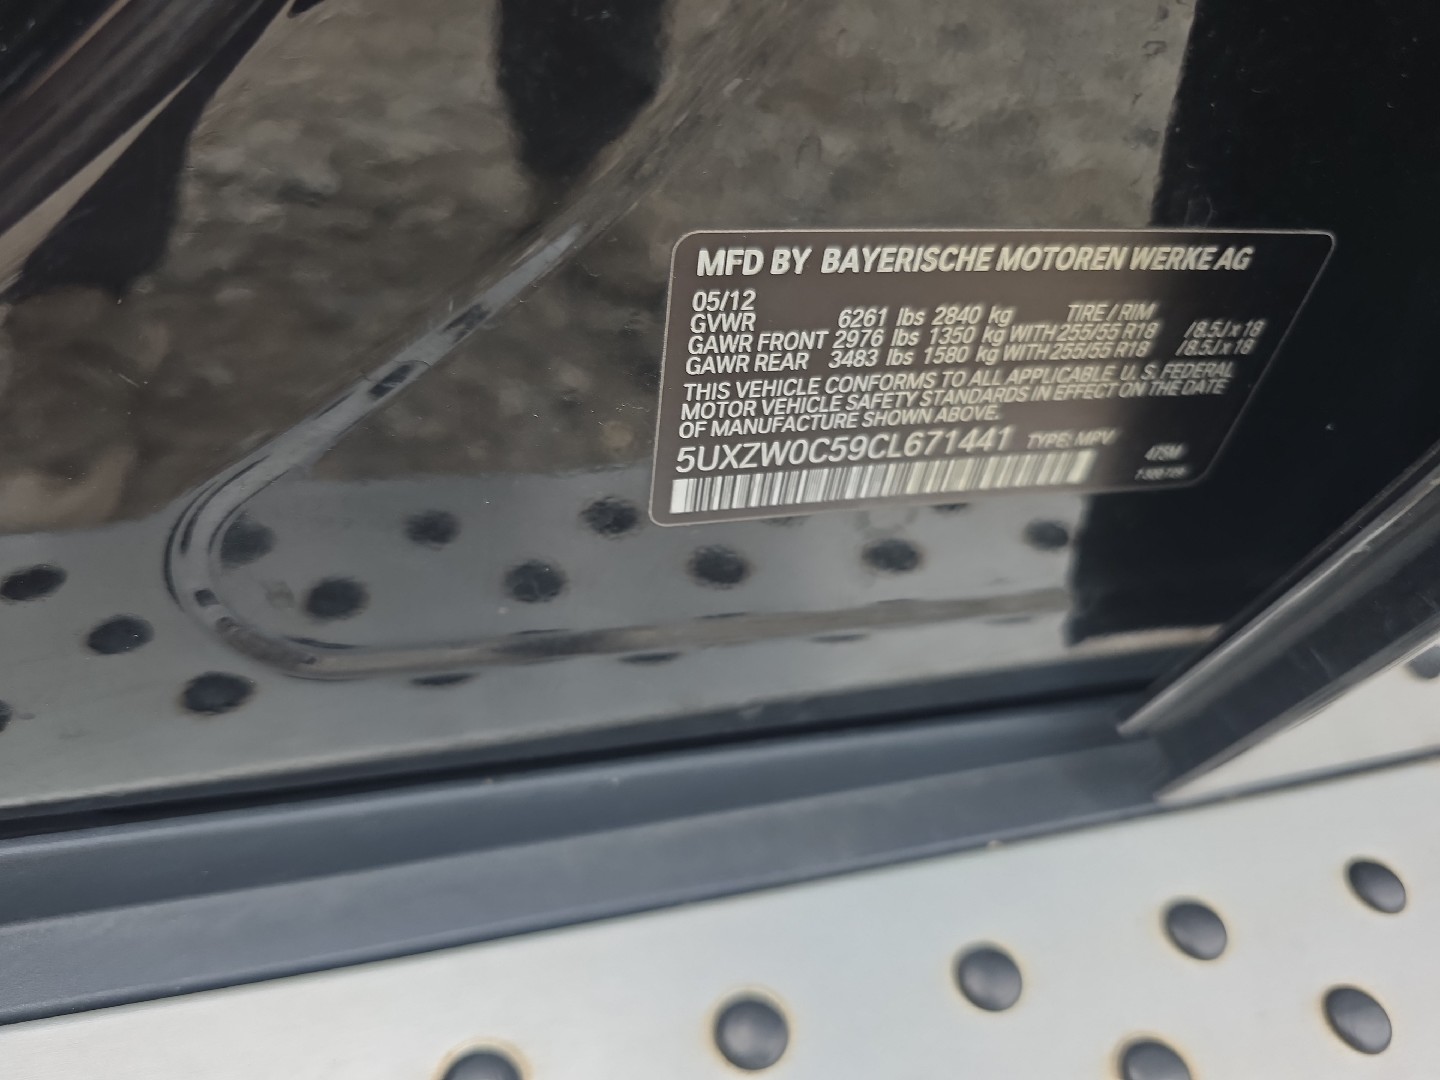 MFD BY BAYERISCHE MOTOREN WERKE AG
05/12
GVWR 6261 lbs 2840 kg TIRE / RIM
GAWR FRONT 2976 lbs 1350 kg WITH 255/55 R18 /8.5J x 18
GAWR REAR 3483 lbs 1580 kg WITH 255/55 R18 /8.5J x 18
THIS VEHICLE CONFORMS TO ALL APPLICABLE U. S. FEDERAL
MOTOR VEHICLE SAFETY STANDARDS IN EFFECT ON THE DATE
OF MANUFACTURE SHOWN ABOVE.
5UXZW0C59CL671441 TYPE: MPV
475M